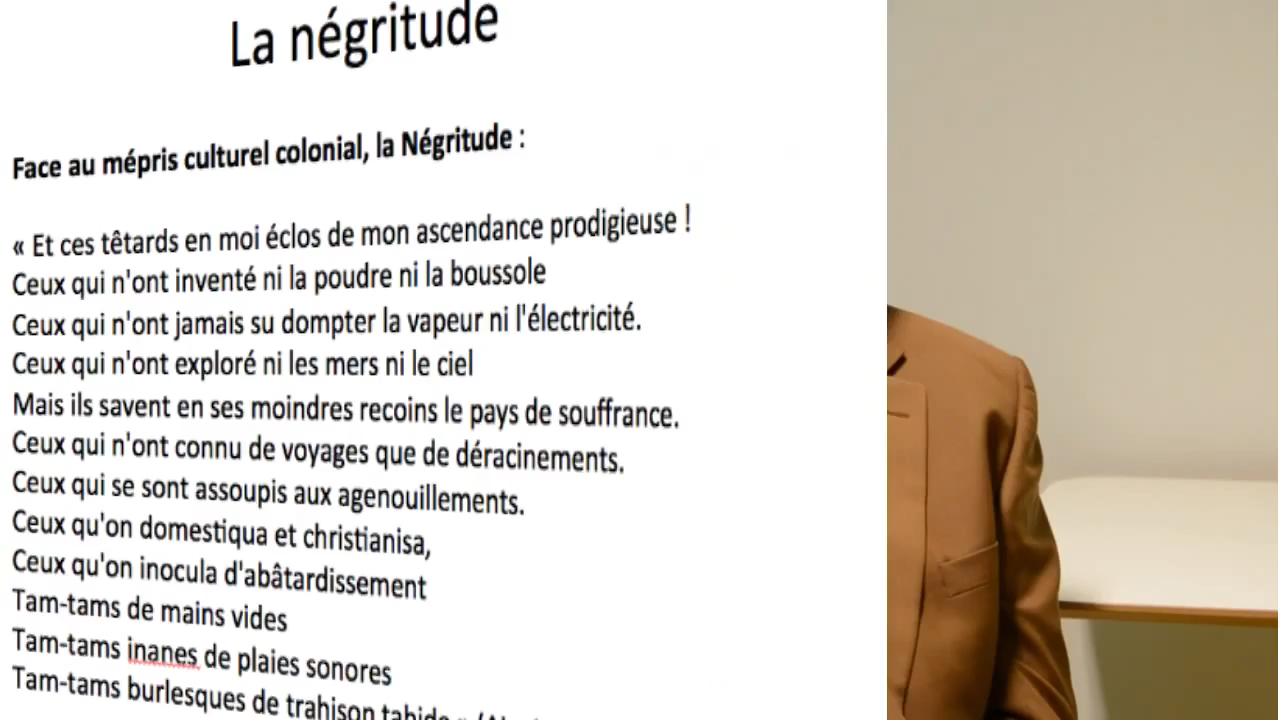 La négritude
Face au mépris culturel colonial, la Négritude :
« Et ces têtards en moi éclos de mon ascendance prodigieuse !
Ceux qui n'ont inventé ni la poudre ni la boussole
Ceux qui n'ont jamais su dompter la vapeur ni l'électricité.
Ceux qui n'ont exploré ni les mers ni le ciel
Mais ils savent en ses moindres recoins le pays de souffrance.
Ceux qui n'ont connu de voyages que de déracinements.
Ceux qui se sont assoupis aux agenouillements.
Ceux qu'on domestiqua et christianisa,
Ceux qu'on inocula d'abâtardissement
Tam-tams de mains vides
Tam-tams inanes de plaies sonores
Tam-tams burlesques de trahison tabide »